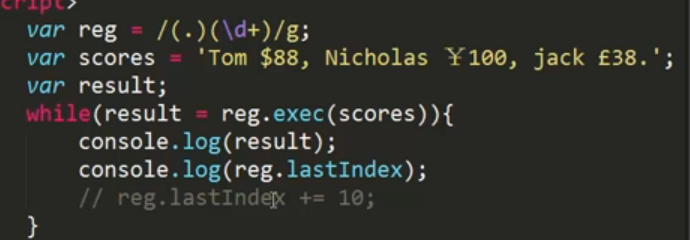 cript>
var reg = /(.)(\d+)/g;
var scores = 'Tom $88, Nicholas ￥100, jack £38.';
var result;
while(result = reg.exec(scores)){
console.log(result);
console.log(reg.lastIndex);
// reg.lastIndex += 10;
}